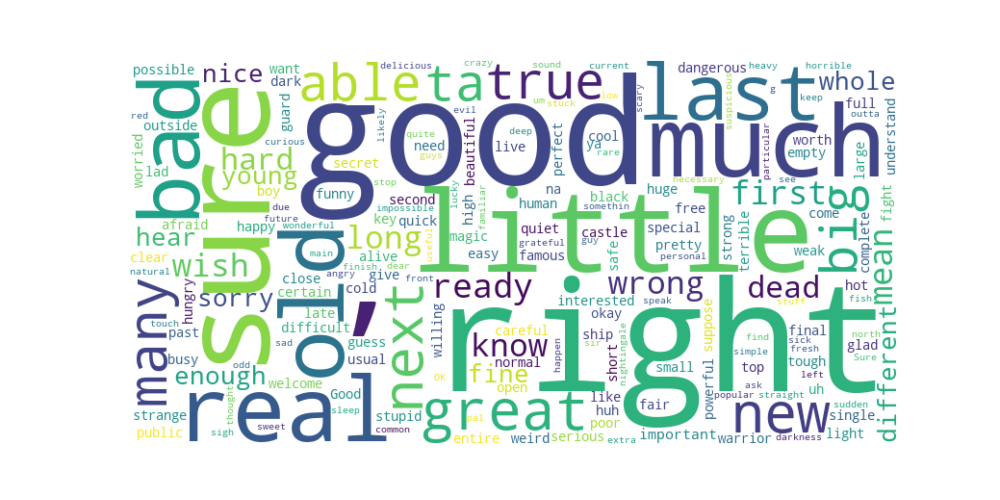 possible
nice
want
dark
able
ta
delicious
crazy
true
sound
current
last
dangerous
heavy
horrible
whole
red
outside
bad
sure
guard
curious
secret
likely
good
evil
um
stuck
low
scary
much
suspicious
g
keep
full
outta
worried
lad
hard
young
boy
funny
stop
quite
need
guys
beautiful
deep
live
perfect
cool
ya
rare
particular
worth
empty
large
understand
afraid
hear
happy
due
future
wonderful
key
impossible
second
quick
lucky
high
familiar
na
human
little
black
somethin
huge
necessary
see
first
free
strong
terrible
come
big
fight
clear
wish
natural
hungry
old
main
long
alive
magic
useful
easy
quiet
grateful
famous
guy
castle
safe
special
pretty
personal
weak
complete
mean
different
many
sorry
close
certain
angry
give
finish
dear
cold
front
ready
interested
wrong
speak
dead
stuff
hot
fish
touch
past
late
difficult
sad
,
guess
usual
next
willing
careful
know
normal
okay
ship
sir
short
nightingale
happen
right
suppose
small
find
simple
final
sick
fresh
tough
north
glad
Sure
busy
enough
odd
welcome
thought
real
Good
sleep
stupid
OK
fine
open
great
like
huh
poor
fair
powerful
top
ask
left
uh
popular
straight
new
sudden
single
strange
public
sigh
sweet
common
pal
entire
weird
serious
extra
important
warrior
darkness
light